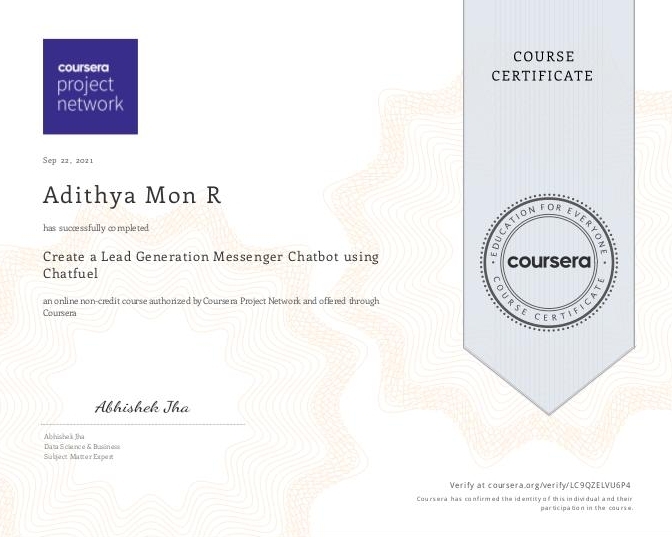 coursera
project
network
COURSE
CERTIFICATE
Sep 22, 2021
Adithya Mon R
has successfully completed
Create a Lead Generation Messenger Chatbot using
Chatfuel
an online non-credit course authorized by Coursera Project Network and offered through
Coursera
EDUCATION FOR EVERYONE
coursera
COURSE CERTIFICATE
Abhishek Jha
Abhishek Jha
Data Science & Business
Subject Matter Expert
Verify at coursera.org/verify/LC9QZELVU6P4
Coursera has confirmed the identity of this individual and their
participation in the course.